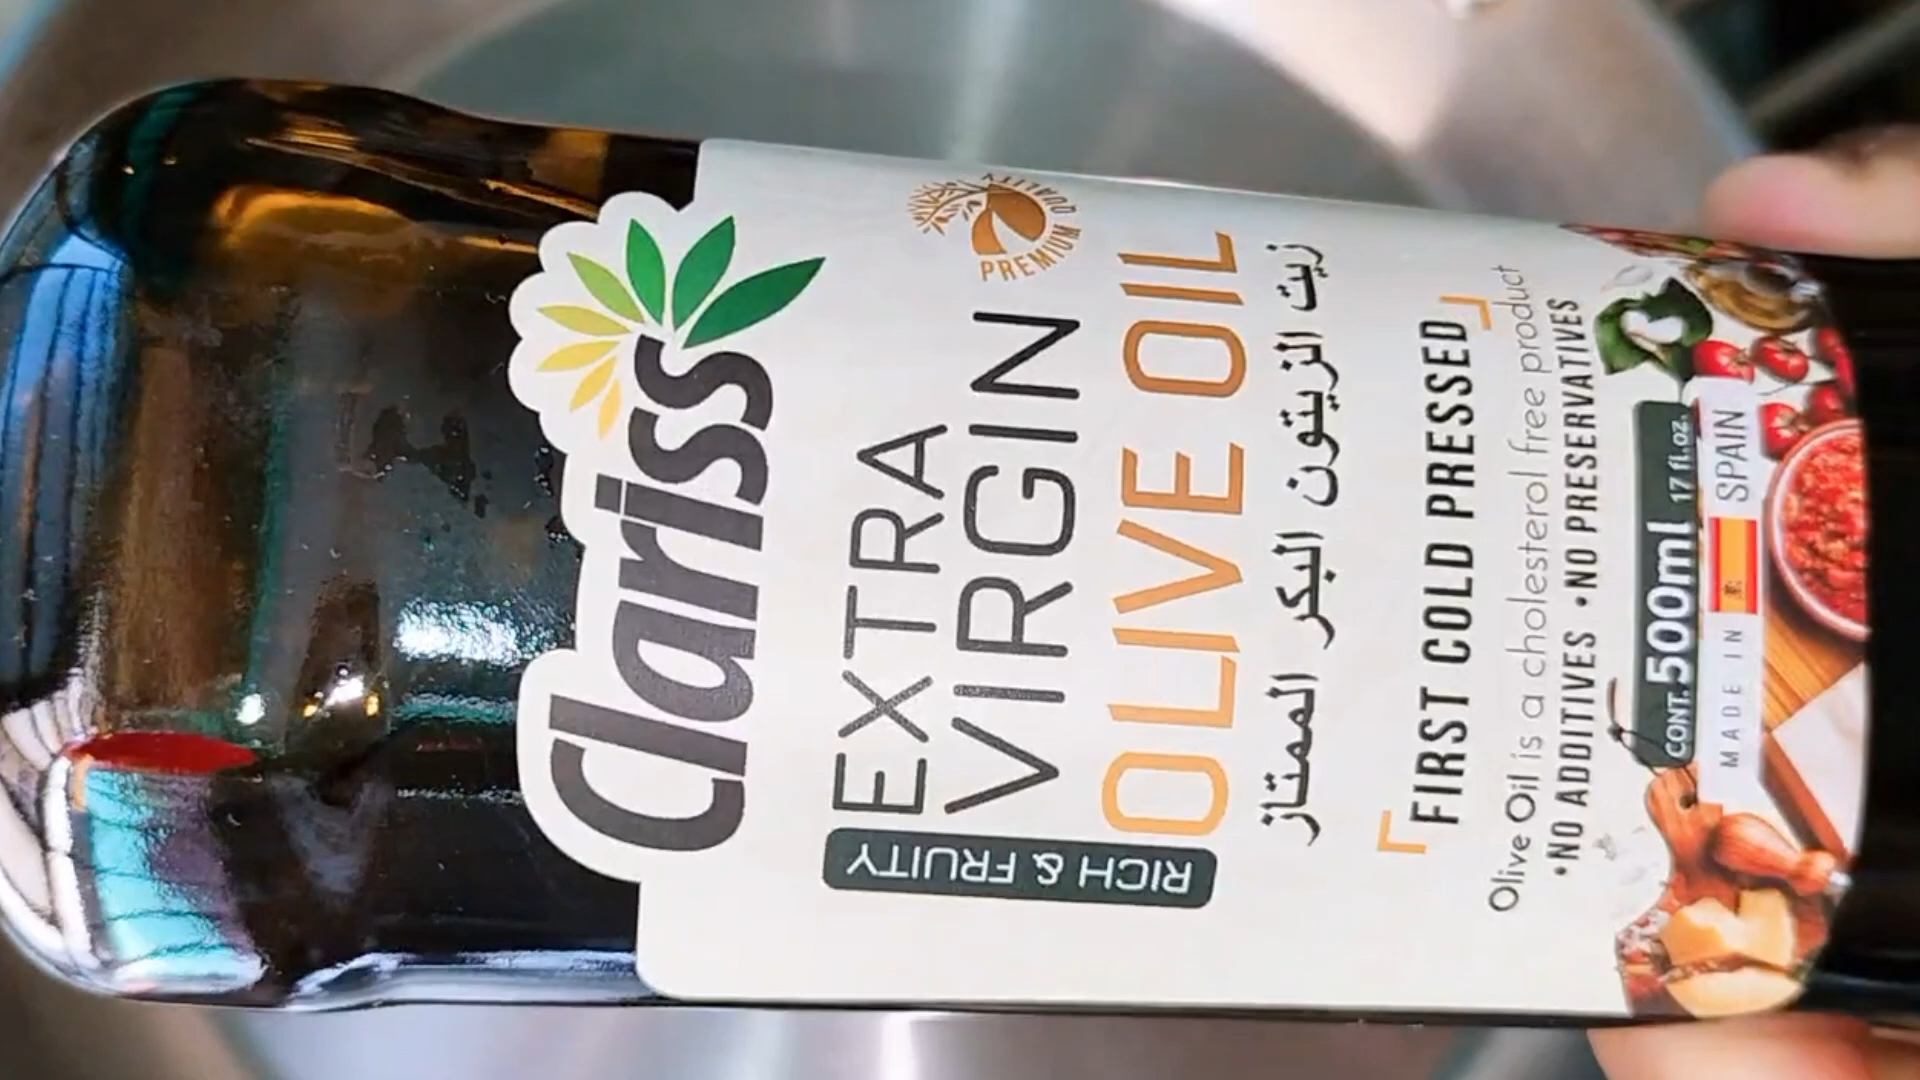 Clariss
PREMIUM QUALITY
RICH & FRUITY
EXTRA
VIRGIN
OLIVE OIL
زيت الزيتون البكر الممتاز
「FIRST COLD PRESSED」
Olive Oil is a cholesterol free product
•NO ADDITIVES •NO PRESERVATIVES
CONT.500ml 17 fl.oz.
MADE IN SPAIN